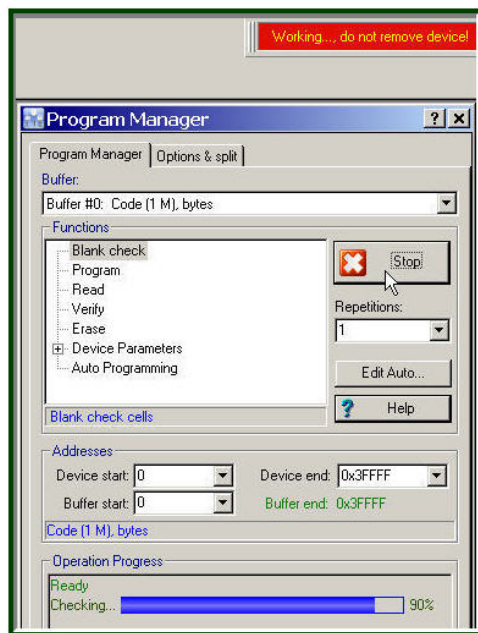 Working..., do not remove device!
Program Manager
Program Manager Options & split
Buffer:
Buffer #0: Code (1 M), bytes
Functions
Blank check
Program
Read
Verify
Erase
Device Parameters
Auto Programming
Blank check cells
Stop
Repetitions:
1
Edit Auto...
? Help
Addresses
Device start: 0 Device end: 0x3FFFF
Buffer start: 0 Buffer end: 0x3FFFF
Code (1 M), bytes
Operation Progress
Ready
Checking... 90%